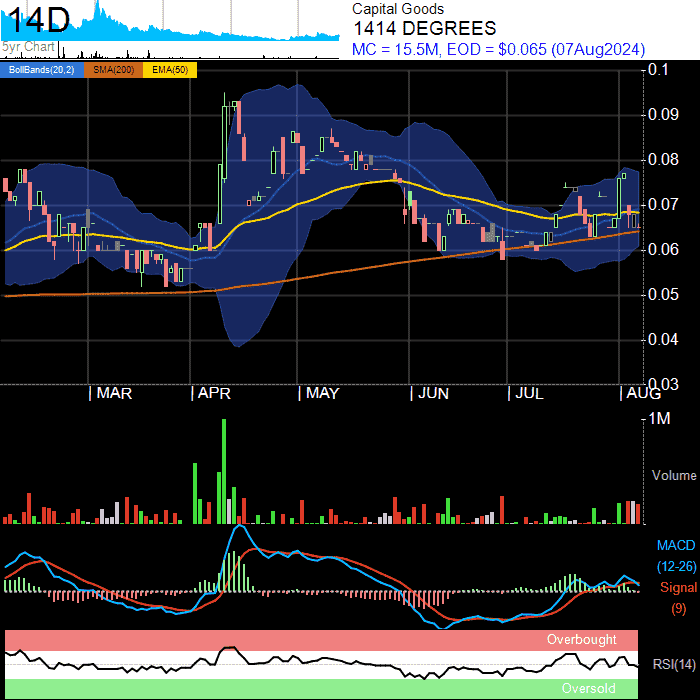 14D
5yr Chart
Capital Goods
1414 DEGREES
MC = 15.5M, EOD = $0.065 (07Aug2024)
BollBands(20,2) SMA(200) EMA(50)
0.1
0.09
0.08
0.07
0.06
0.05
0.04
0.03
MAR APR MAY JUN JUL AUG
1M
Volume
MACD
(12-26)
Signal
(9)
Overbought
RSI(14)
Oversold